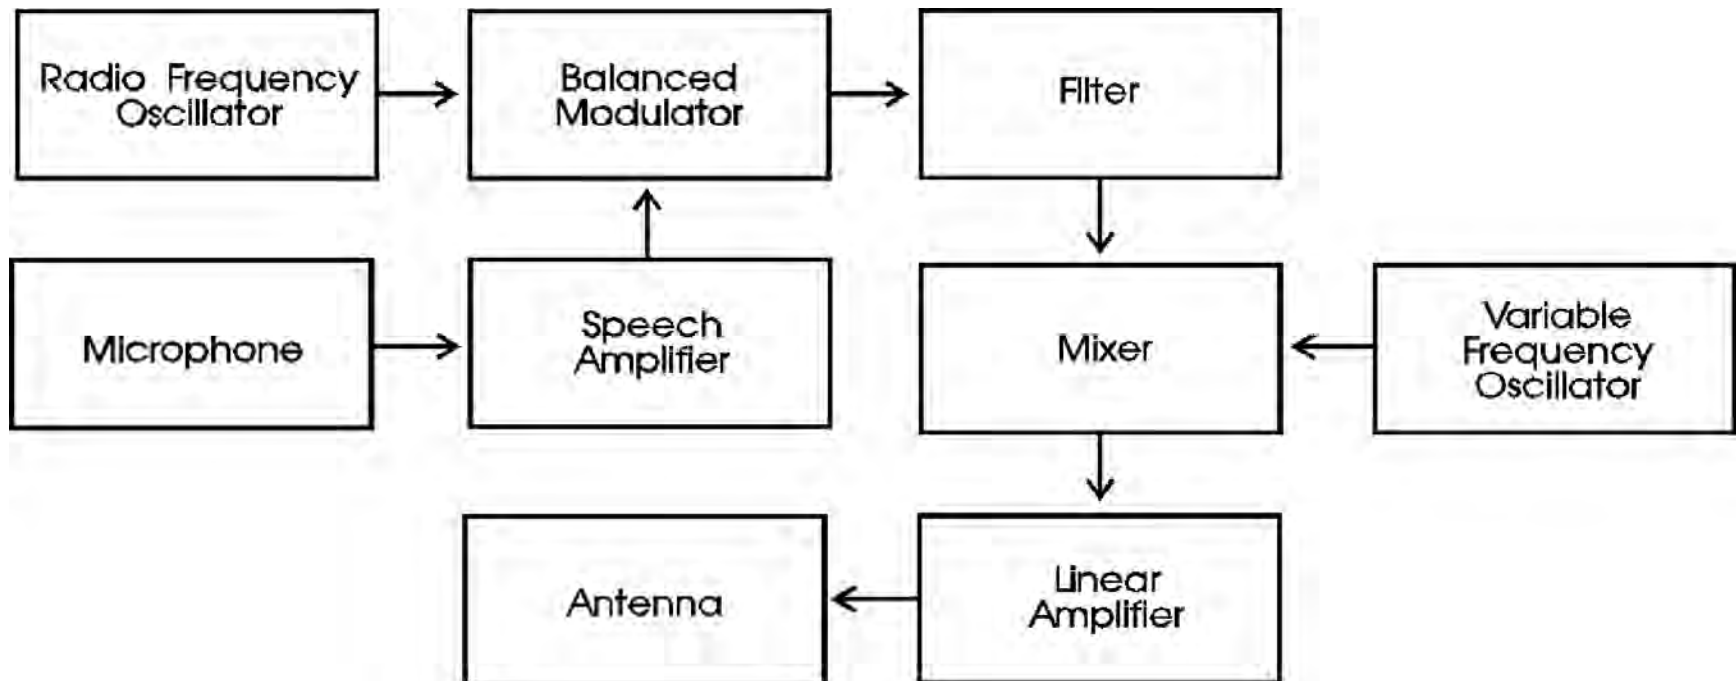 Radio Frequency
Oscillator
Balanced
Modulator
Filter
Microphone
Speech
Amplifier
Mixer
Variable
Frequency
Oscillator
Antenna
Linear
Amplifier